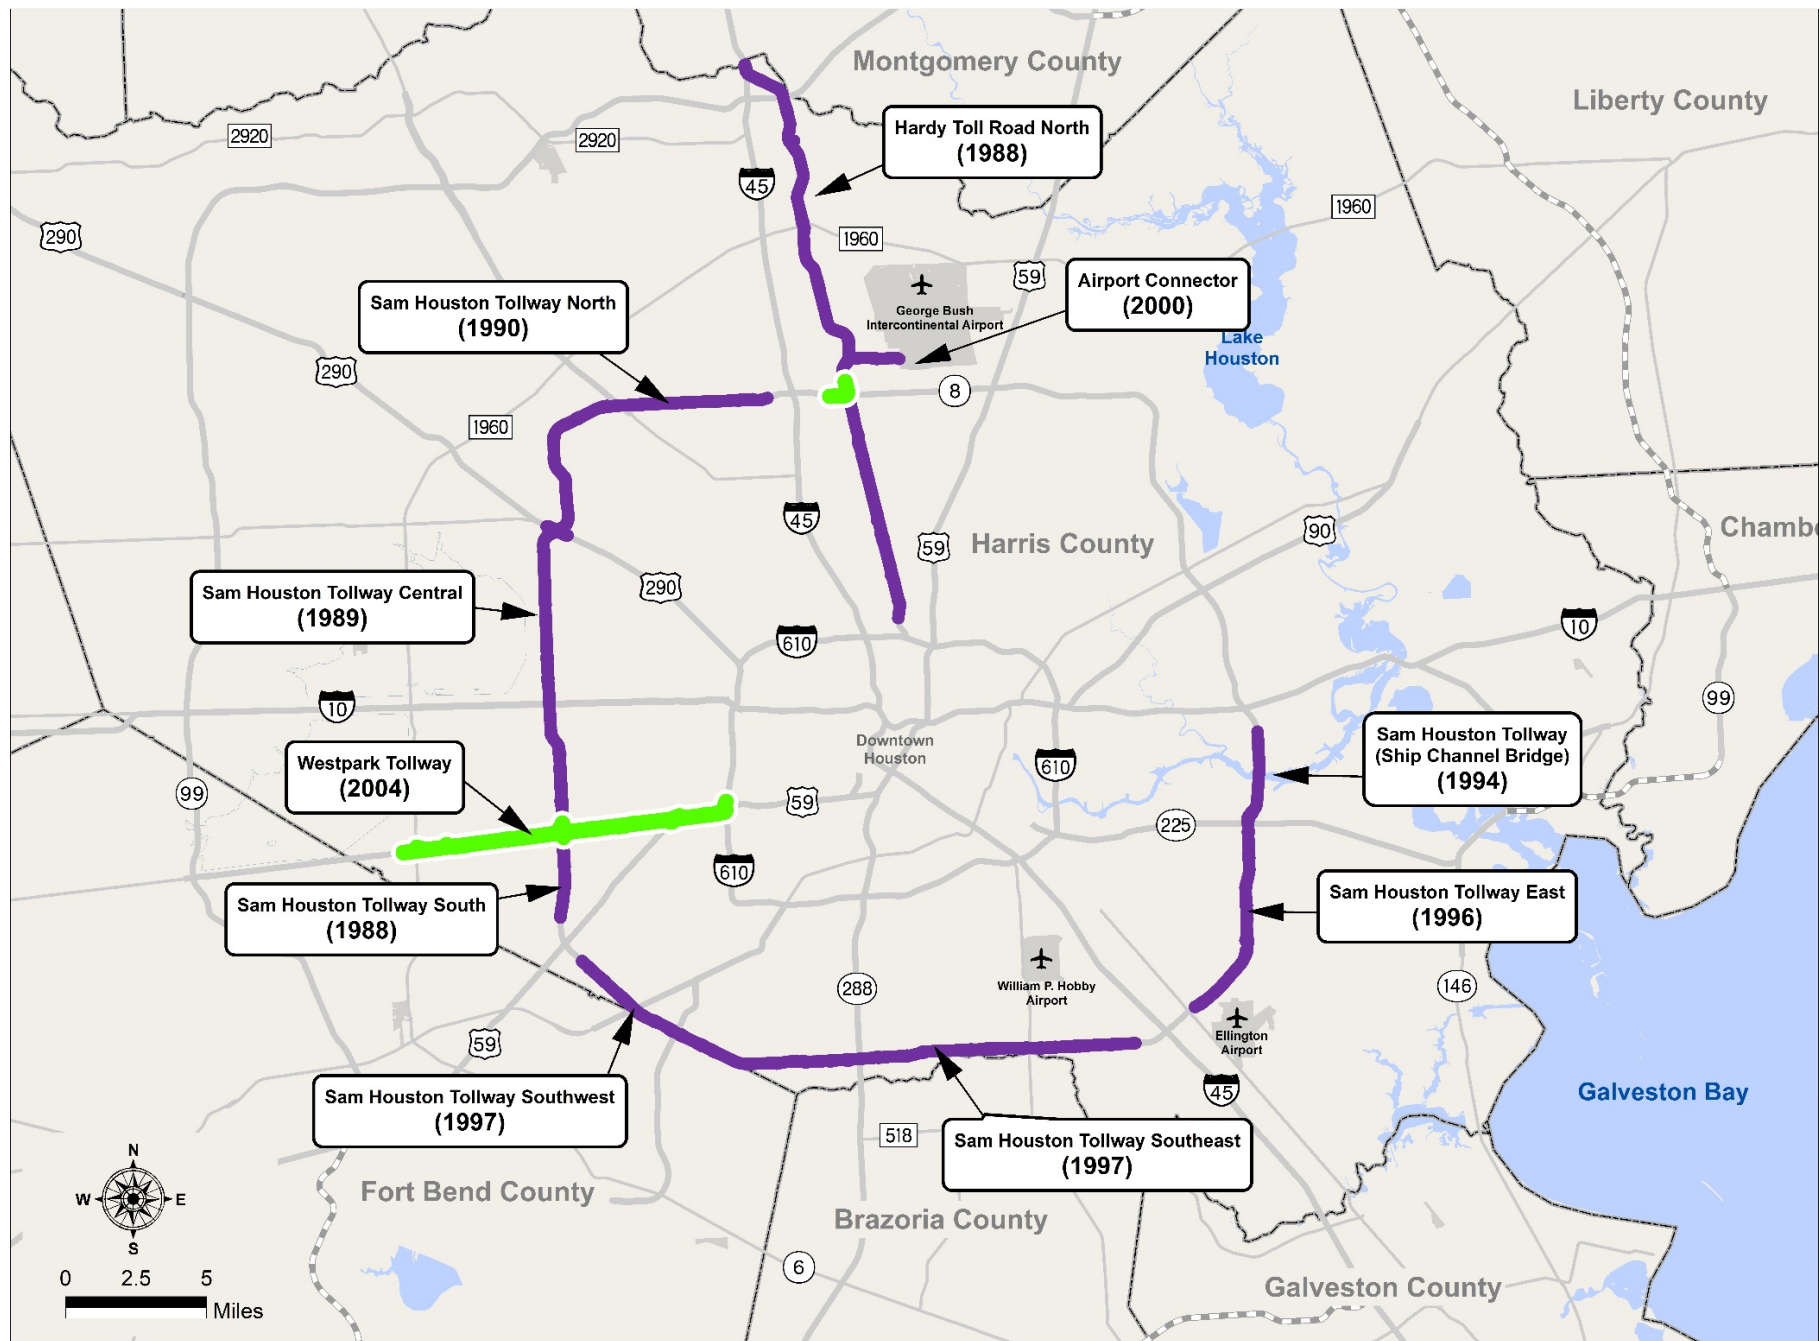 Montgomery County
Liberty County
Hardy Toll Road North
(1988)
2920
2920
45
1960
290
1960
59
Airport Connector
(2000)
George Bush
Intercontinental Airport
Sam Houston Tollway North
(1990)
Lake
Houston
290
8
1960
45
59
Harris County
90
Chambe
290
Sam Houston Tollway Central
(1989)
610
10
10
99
Sam Houston Tollway
(Ship Channel Bridge)
(1994)
Downtown
Houston
Westpark Tollway
(2004)
610
99
59
225
610
Sam Houston Tollway South
(1988)
Sam Houston Tollway East
(1996)
William P. Hobby
Airport
288
146
Ellington
Airport
59
45
Galveston Bay
Sam Houston Tollway Southwest
(1997)
518
Sam Houston Tollway Southeast
(1997)
N
W
E
S
Fort Bend County
Brazoria County
6
Galveston County
0 2.5 5
Miles